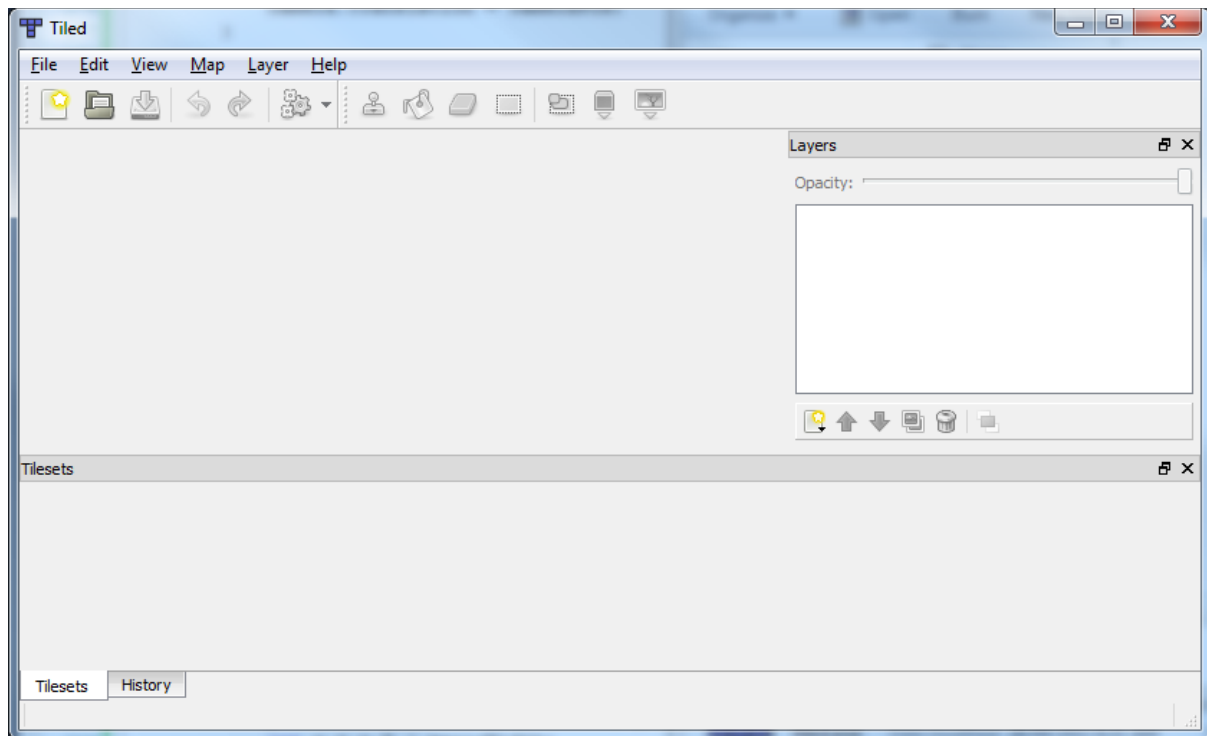 Tiled
File Edit View Map Layer Help
Layers
Opacity:
Tilesets
Tilesets History